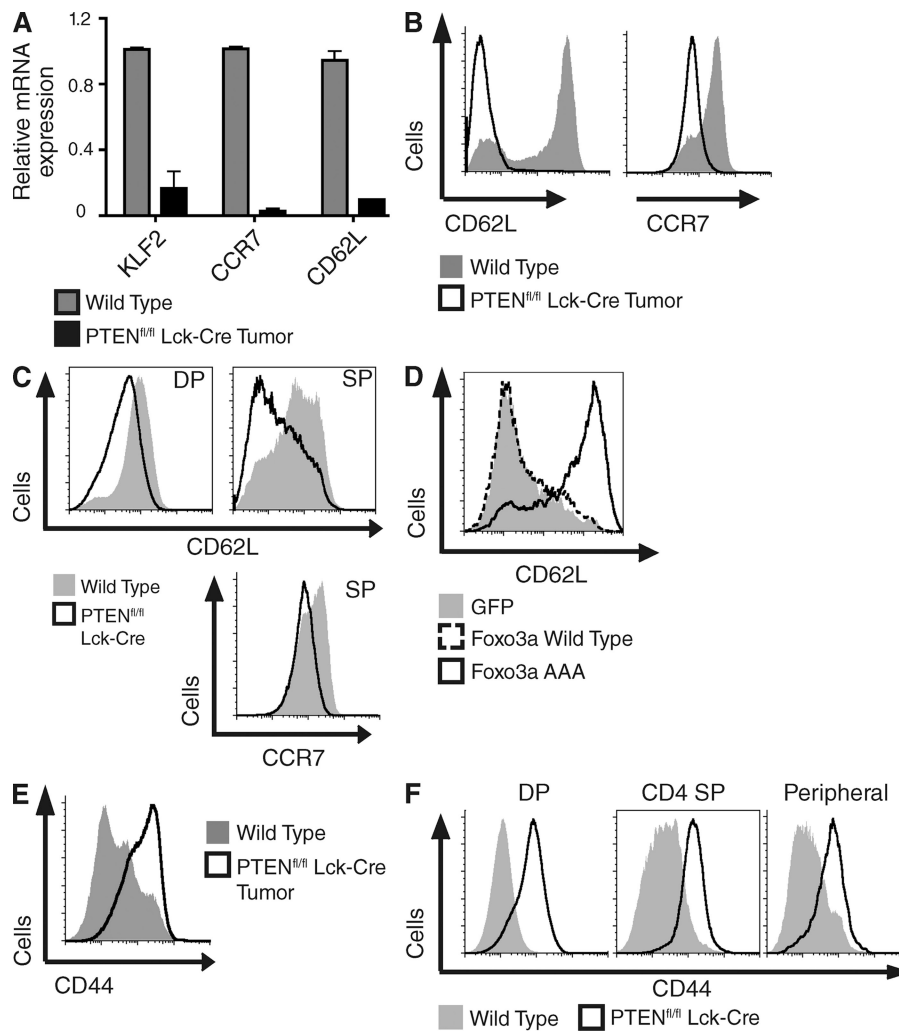 A
Relative mRNA
expression
1.2
0.8
0.4
0
KLF2
CCR7
CD62L
Wild Type
PTENfl/fl Lck-Cre Tumor
B
Cells
CD62L
CCR7
Wild Type
PTENfl/fl Lck-Cre Tumor
C
DP
SP
Cells
CD62L
Wild Type
PTENfl/fl
Lck-Cre
SP
Cells
CCR7
D
Cells
CD62L
GFP
Foxo3a Wild Type
Foxo3a AAA
E
Cells
CD44
Wild Type
PTENfl/fl Lck-Cre
Tumor
F
DP
CD4 SP
Peripheral
Cells
CD44
Wild Type
PTENfl/fl Lck-Cre